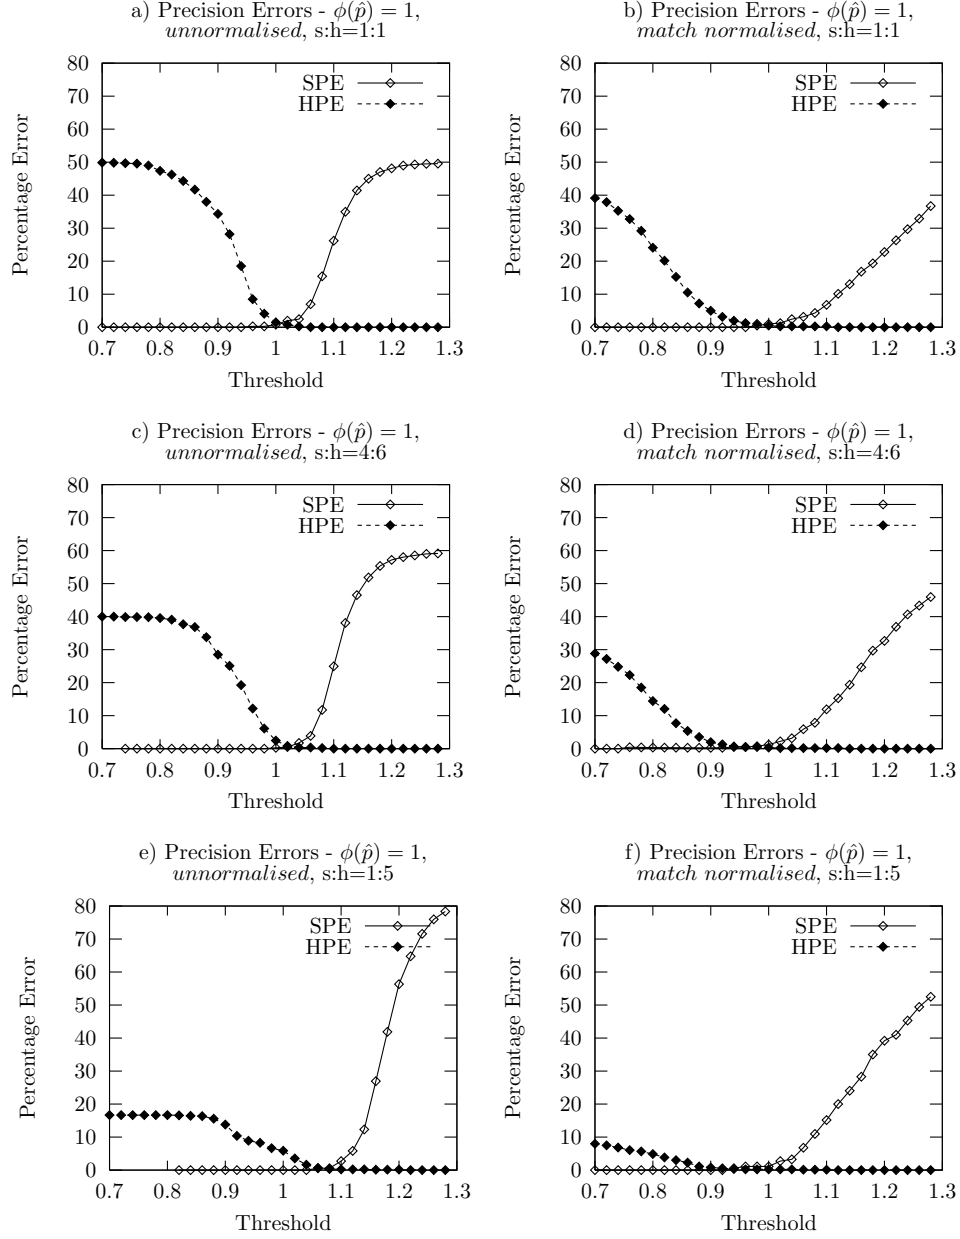 a) Precision Errors - ϕ(p̂) = 1,
unnormalised, s:h=1:1
80
70
60
50
40
30
20
10
0
Percentage Error
SPE
HPE
0.7 0.8 0.9 1 1.1 1.2 1.3
Threshold
b) Precision Errors - ϕ(p̂) = 1,
match normalised, s:h=1:1
80
70
60
50
40
30
20
10
0
Percentage Error
SPE
HPE
0.7 0.8 0.9 1 1.1 1.2 1.3
Threshold
c) Precision Errors - ϕ(p̂) = 1,
unnormalised, s:h=4:6
80
70
60
50
40
30
20
10
0
Percentage Error
SPE
HPE
0.7 0.8 0.9 1 1.1 1.2 1.3
Threshold
d) Precision Errors - ϕ(p̂) = 1,
match normalised, s:h=4:6
80
70
60
50
40
30
20
10
0
Percentage Error
SPE
HPE
0.7 0.8 0.9 1 1.1 1.2 1.3
Threshold
e) Precision Errors - ϕ(p̂) = 1,
unnormalised, s:h=1:5
80
70
60
50
40
30
20
10
0
Percentage Error
SPE
HPE
0.7 0.8 0.9 1 1.1 1.2 1.3
Threshold
f) Precision Errors - ϕ(p̂) = 1,
match normalised, s:h=1:5
80
70
60
50
40
30
20
10
0
Percentage Error
SPE
HPE
0.7 0.8 0.9 1 1.1 1.2 1.3
Threshold